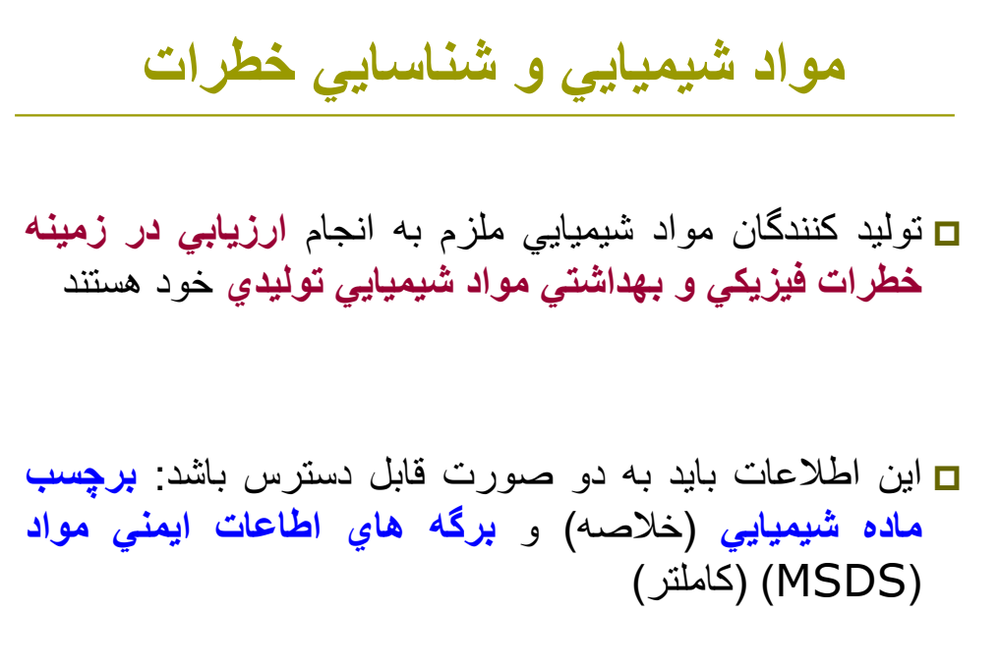 مواد شيميايي و شناسايي خطرات
توليد كنندگان مواد شيميايي ملزم به انجام ارزيابي در زمينه
خطرات فيزيكي و بهداشتي مواد شيميايي توليدي خود هستند
اين اطلاعات بايد به دو صورت قابل دسترس باشد: برچسب
ماده شيميايي (خلاصه) و برگه هاي اطاعات ايمني مواد
(MSDS) (كاملتر)